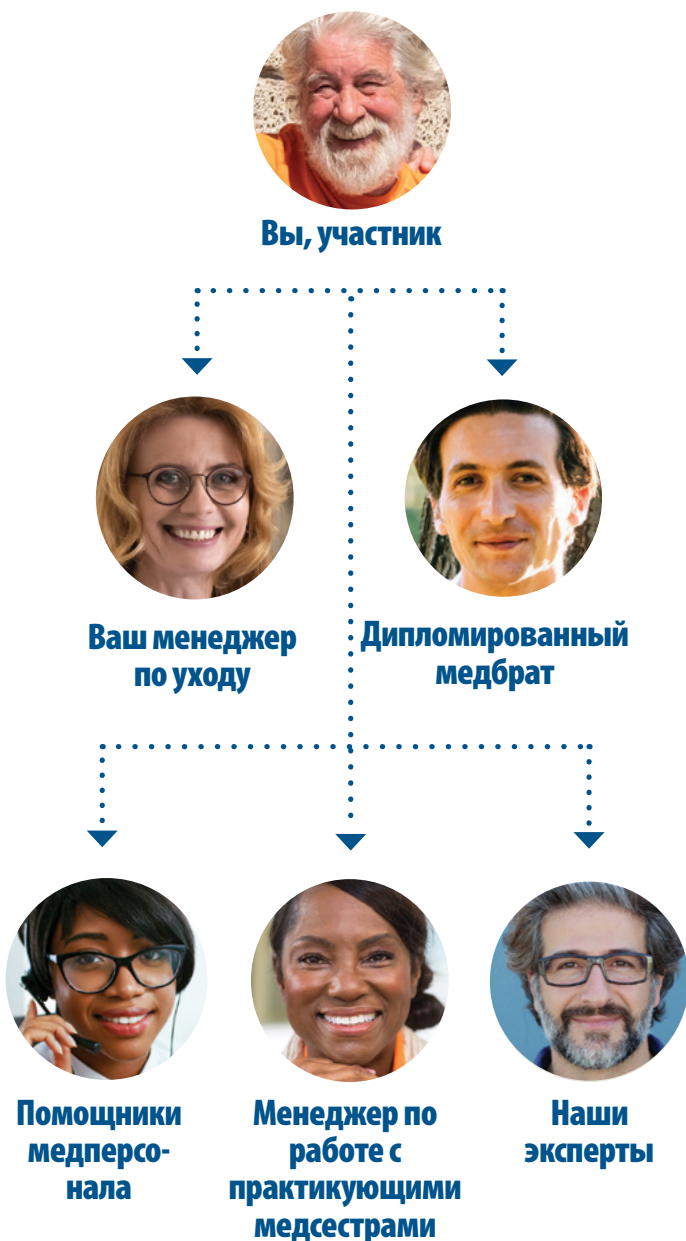 Вы, участник
Ваш менеджер
по уходу
Дипломированный
медбрат
Помощники
медперсо-
нала
Менеджер по
работе с
практикующими
медсестрами
Наши
эксперты